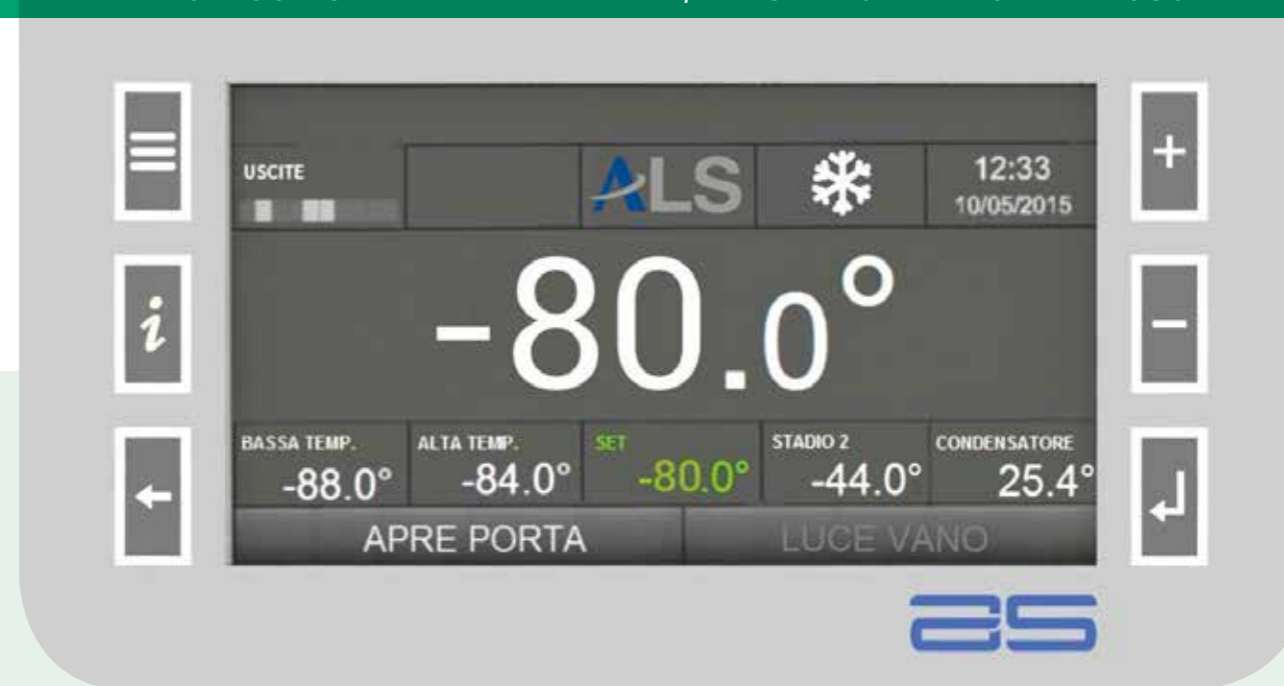 USCITE
ALS
12:33
10/05/2015
i
-80.0°
BASSA TEMP.
-88.0°
ALTA TEMP.
-84.0°
SET
-80.0°
STADIO 2
-44.0°
CONDENSATORE
25.4°
APRE PORTA
LUCE VANO
as